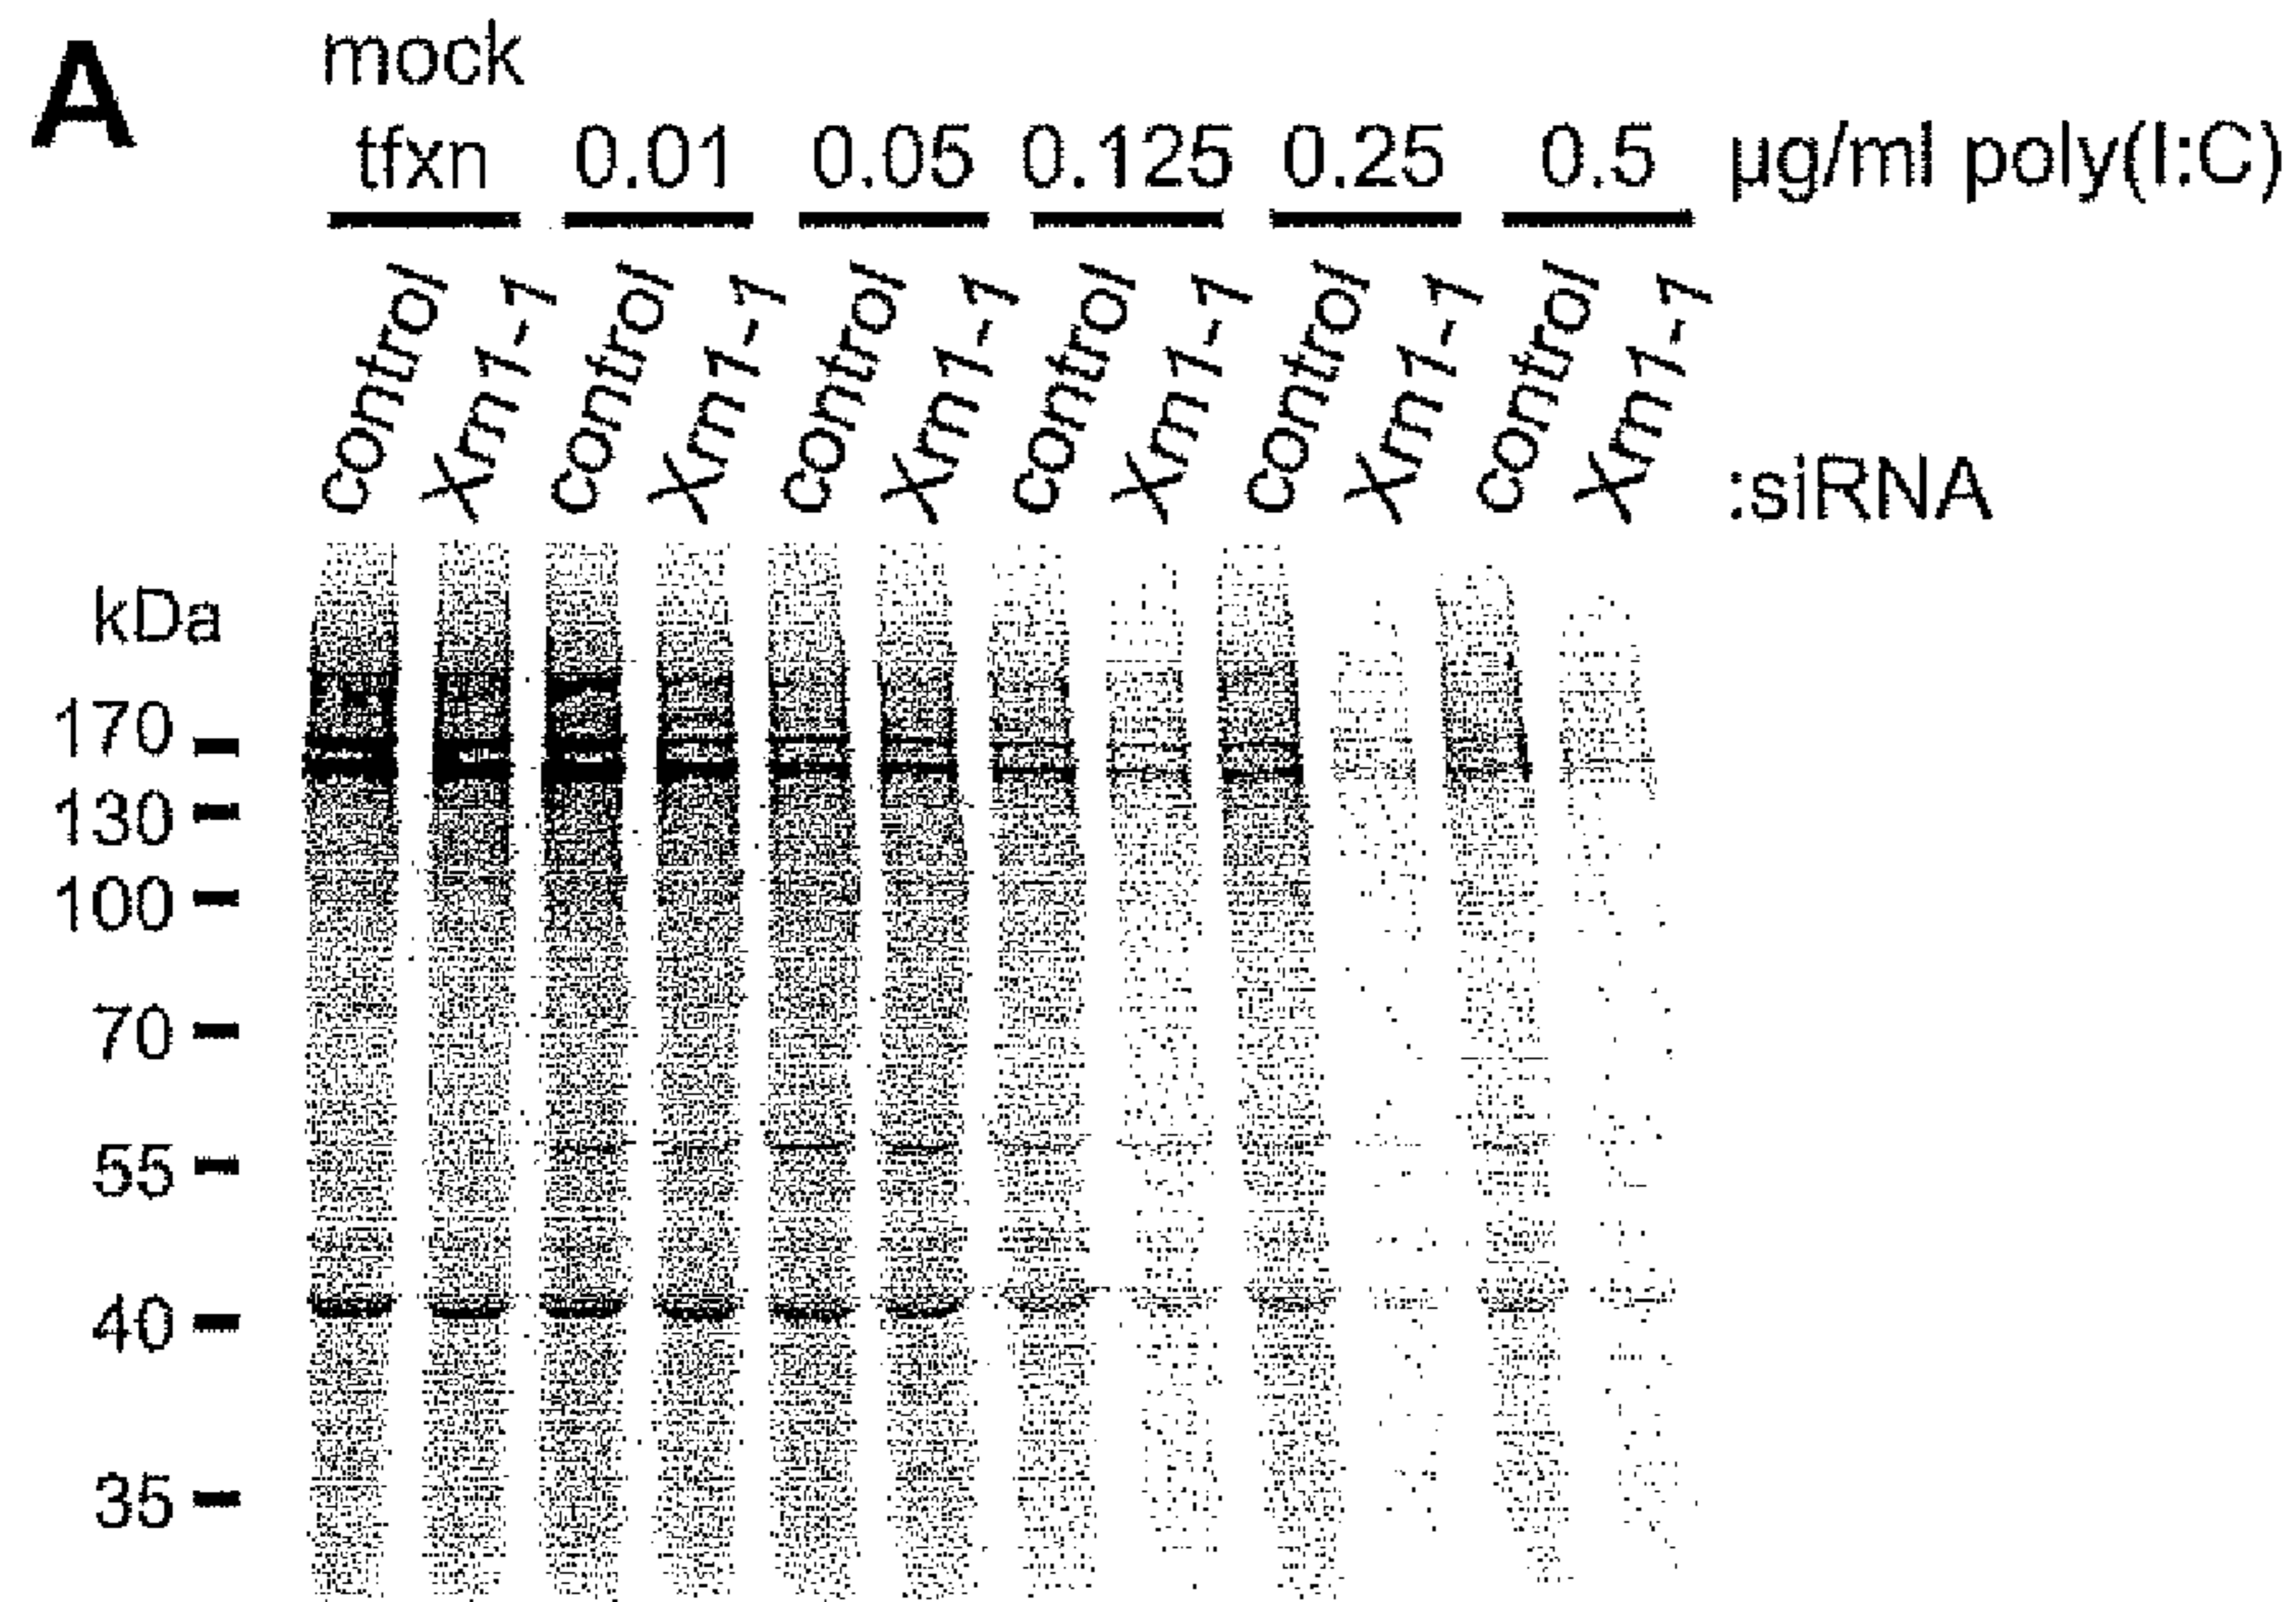 A
mock
tfxn 0.01 0.05 0.125 0.25 0.5 µg/ml poly(I:C)
control Xrn1-1 control Xrn1-1 control Xrn1-1 control Xrn1-1 control Xrn1-1 control Xrn1-1 :siRNA
kDa
170
130
100
70
55
40
35